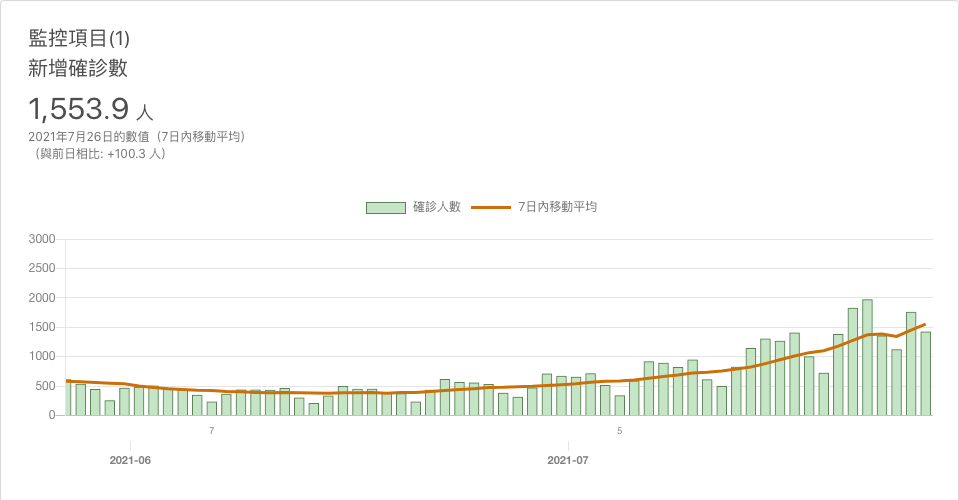 監控項目(1)
新增確診數
1,553.9 人
2021年7月26日的數值（7日內移動平均）
（與前日相比: +100.3 人）
確診人數 7日內移動平均
3000
2500
2000
1500
1000
500
0
7 5
2021-06 2021-07